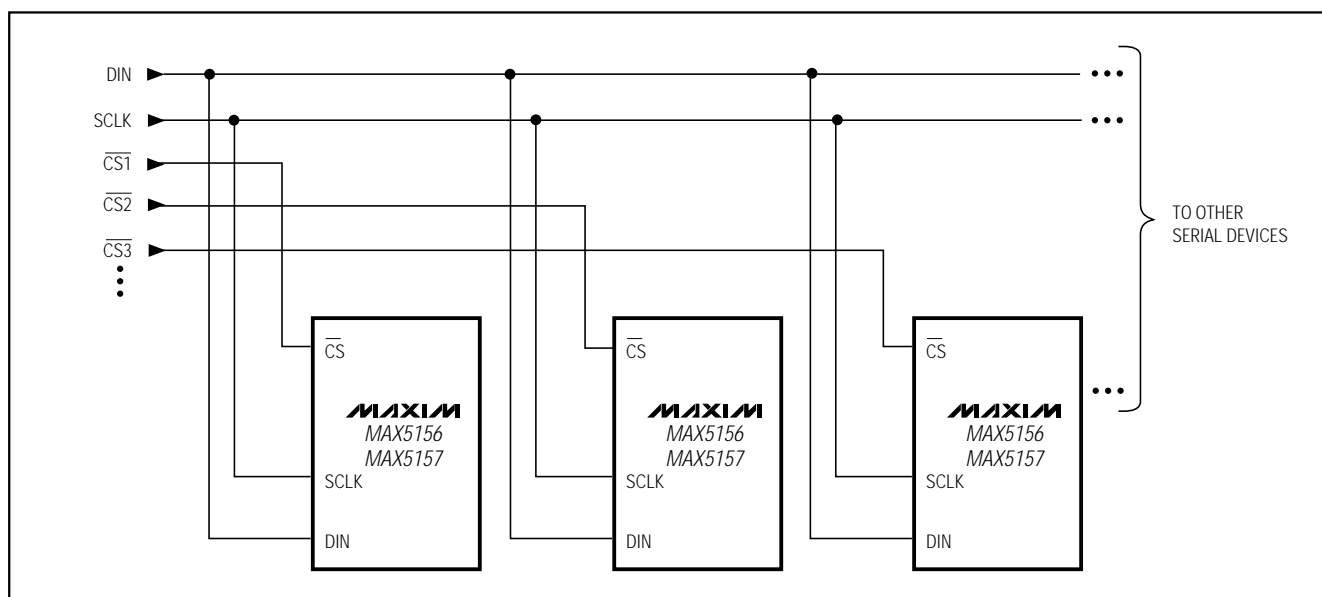 DIN
SCLK
CS1
CS2
CS3
TO OTHER
SERIAL DEVICES
CS
MAXIM
MAX5156
MAX5157
SCLK
DIN
CS
MAXIM
MAX5156
MAX5157
SCLK
DIN
CS
MAXIM
MAX5156
MAX5157
SCLK
DIN